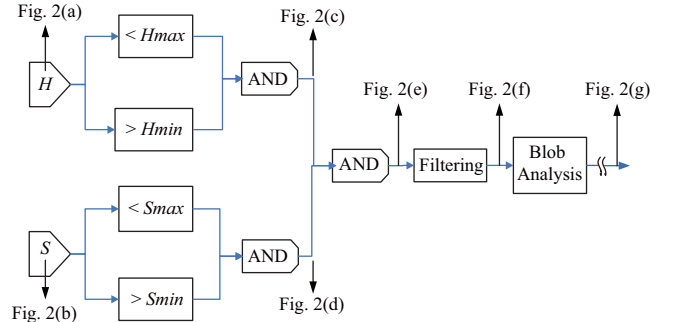 Fig. 2(a)
Fig. 2(c)
< Hmax
H
AND
> Hmin
Fig. 2(e)
Fig. 2(f)
Fig. 2(g)
AND
Filtering
Blob
Analysis
< Smax
S
AND
> Smin
Fig. 2(b)
Fig. 2(d)